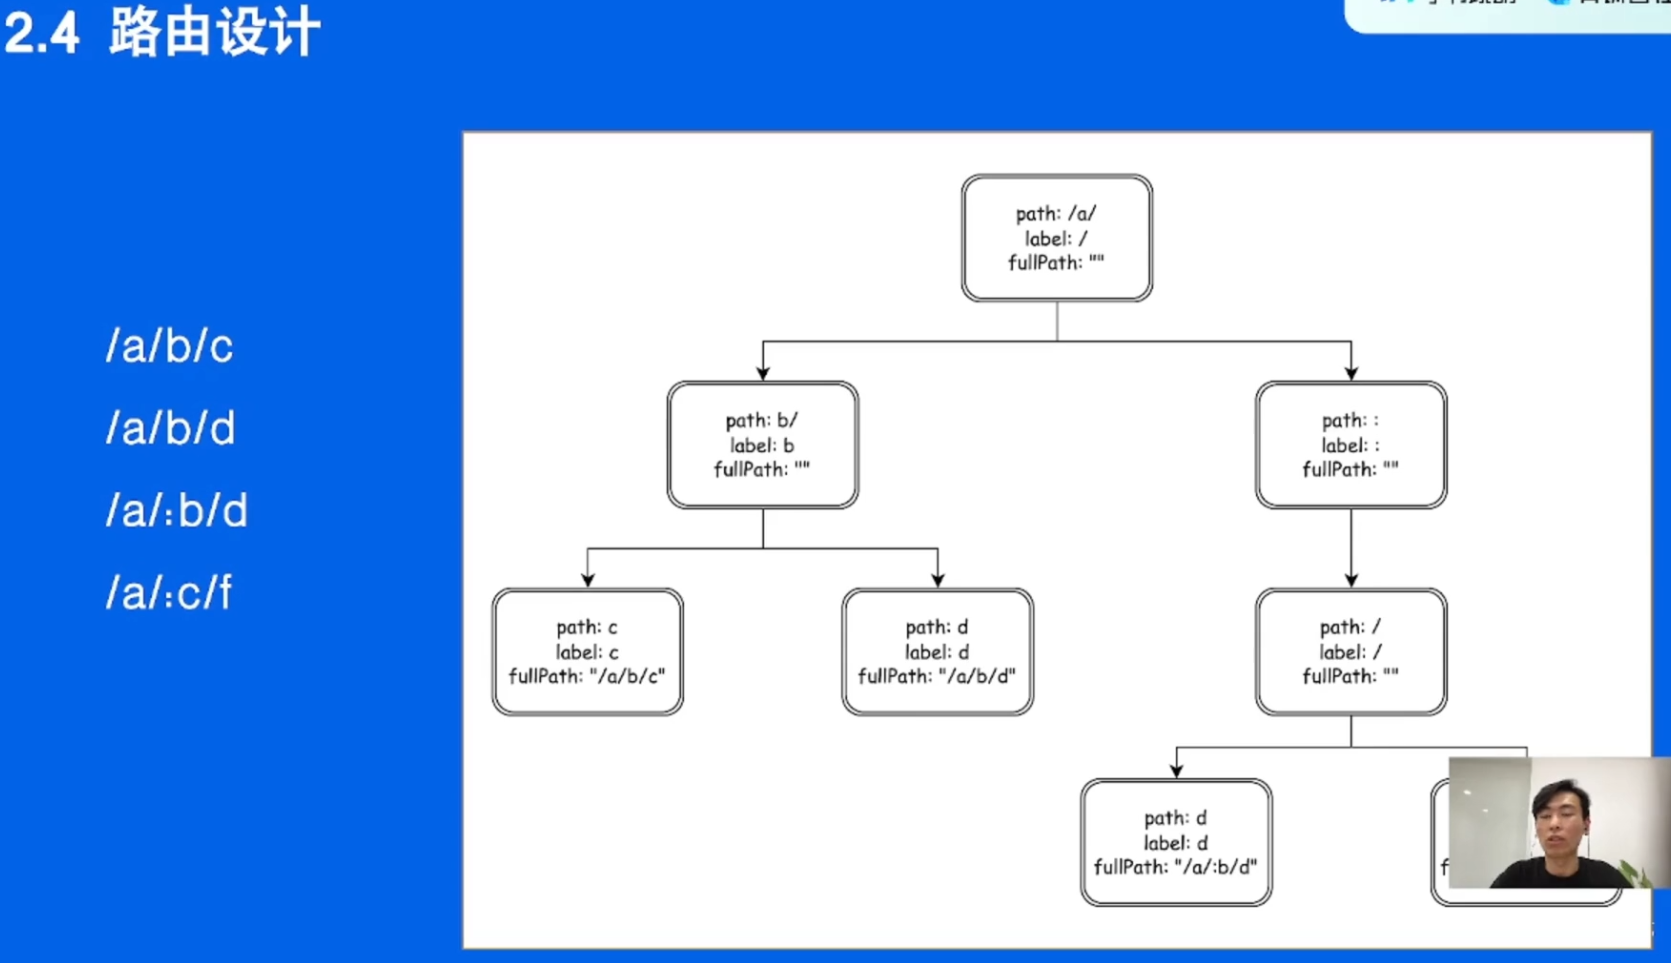 2.4 路由设计
/a/b/c
/a/b/d
/a/:b/d
/a/:c/f
path: /a/
label: /
fullPath: ""
path: b/
label: b
fullPath: ""
path: :
label: :
fullPath: ""
path: c
label: c
fullPath: "/a/b/c"
path: d
label: d
fullPath: "/a/b/d"
path: /
label: /
fullPath: ""
path: d
label: d
fullPath: "/a/:b/d"